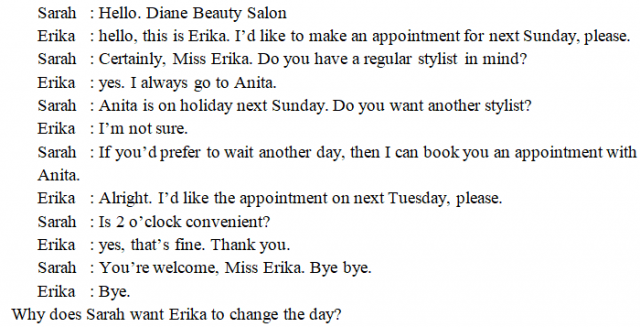 Sarah : Hello. Diane Beauty Salon
Erika : hello, this is Erika. I’d like to make an appointment for next Sunday, please.
Sarah : Certainly, Miss Erika. Do you have a regular stylist in mind?
Erika : yes. I always go to Anita.
Sarah : Anita is on holiday next Sunday. Do you want another stylist?
Erika : I’m not sure.
Sarah : If you’d prefer to wait another day, then I can book you an appointment with
Anita.
Erika : Alright. I’d like the appointment on next Tuesday, please.
Sarah : Is 2 o’clock convenient?
Erika : yes, that’s fine. Thank you.
Sarah : You’re welcome, Miss Erika. Bye bye.
Erika : Bye.
Why does Sarah want Erika to change the day?